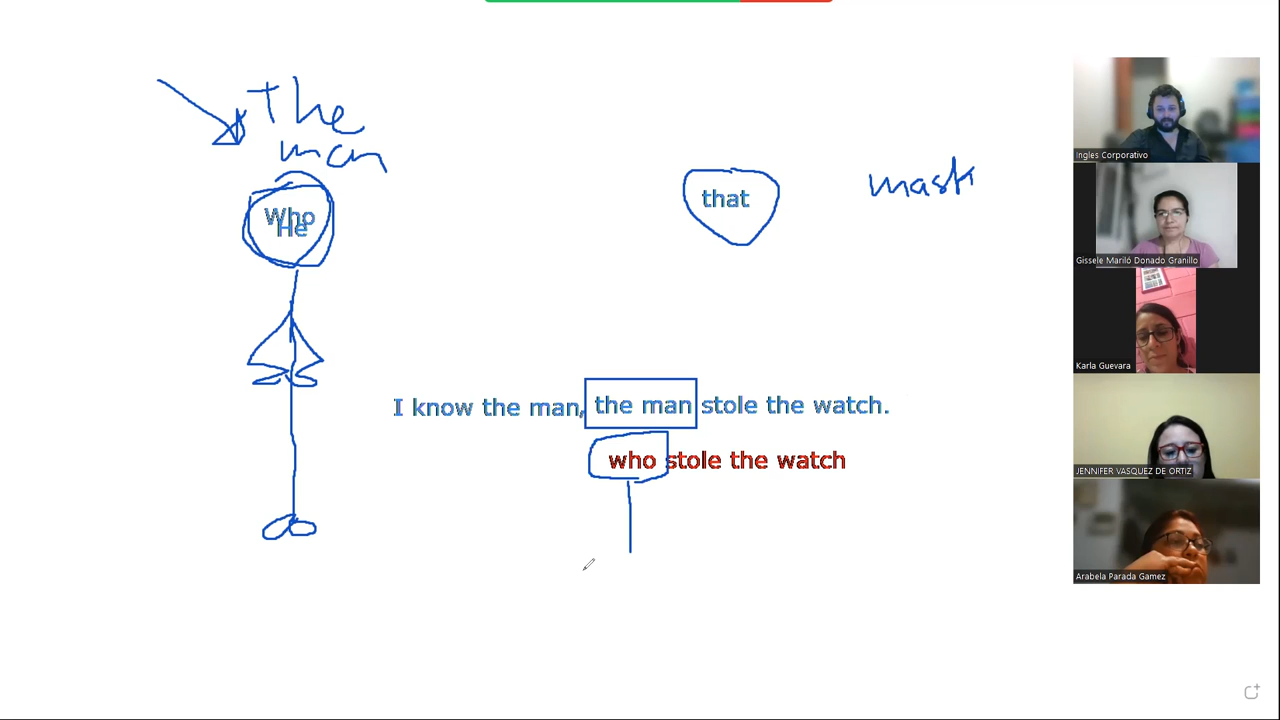 The
man
Who
He
that
mask
I know the man, the man stole the watch.
who stole the watch
Ingles Corporativo
Gissele Mariló Donado Granillo
Karla Guevara
JENNIFER VASQUEZ DE ORTIZ
Arabela Parada Gamez